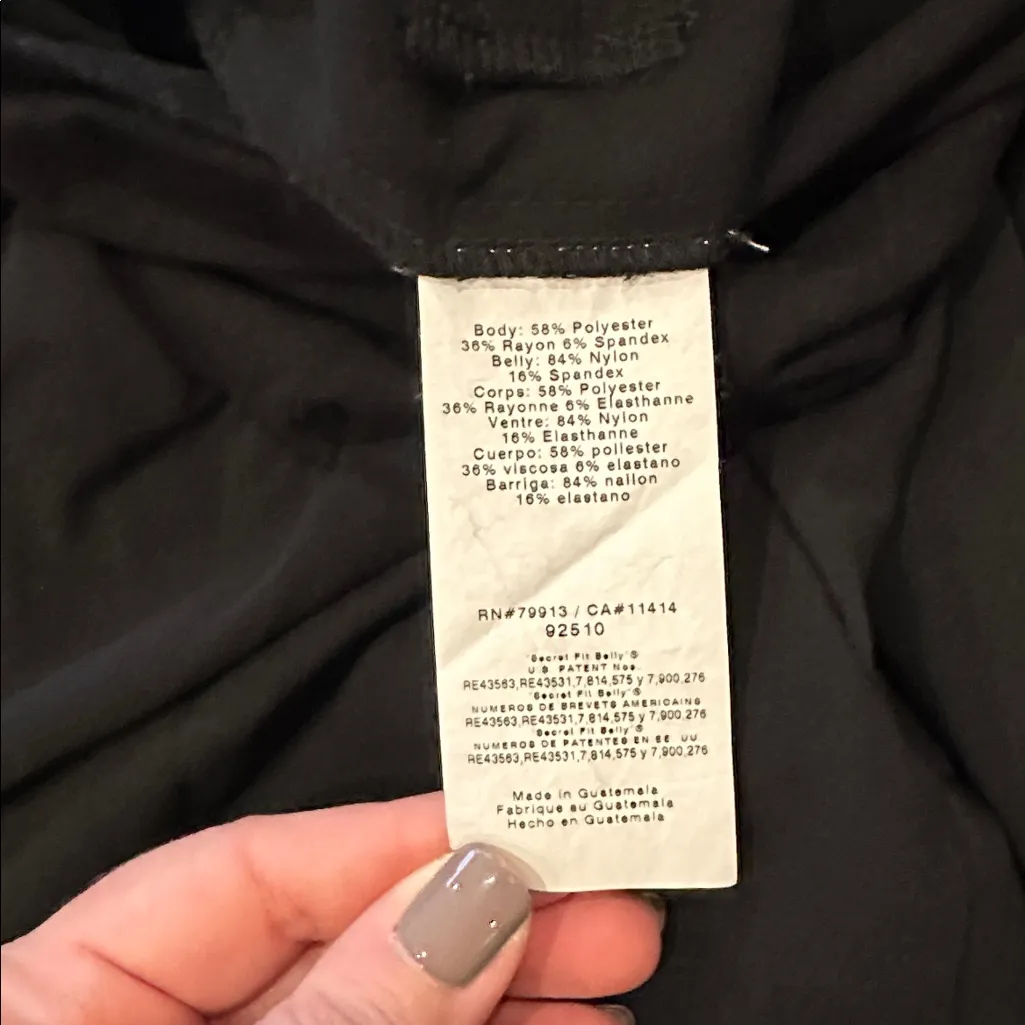 Body: 58% Polyester
36% Rayon 6% Spandex
Belly: 84% Nylon
16% Spandex
Corps: 58% Polyester
36% Rayonne 6% Elasthanne
Ventre: 84% Nylon
16% Elasthanne
Cuerpo: 58% poliester
36% viscosa 6% elastano
Barriga: 84% nailon
16% elastano
RN#79913 / CA#11414
92510
"Secret Fit Belly"®
U.S. PATENT Nos.
RE43563,RE43531,7,814,575 y 7,900,276
"Secret Fit Belly"®
NUMEROS DE BREVETS AMERICAINS
RE43563,RE43531,7,814,575 y 7,900,276
"Secret Fit Belly"®
NUMEROS DE PATENTES EN EE UU
RE43563,RE43531,7,814,575 y 7,900,276
Made in Guatemala
Fabrique au Guatemala
Hecho en Guatemala